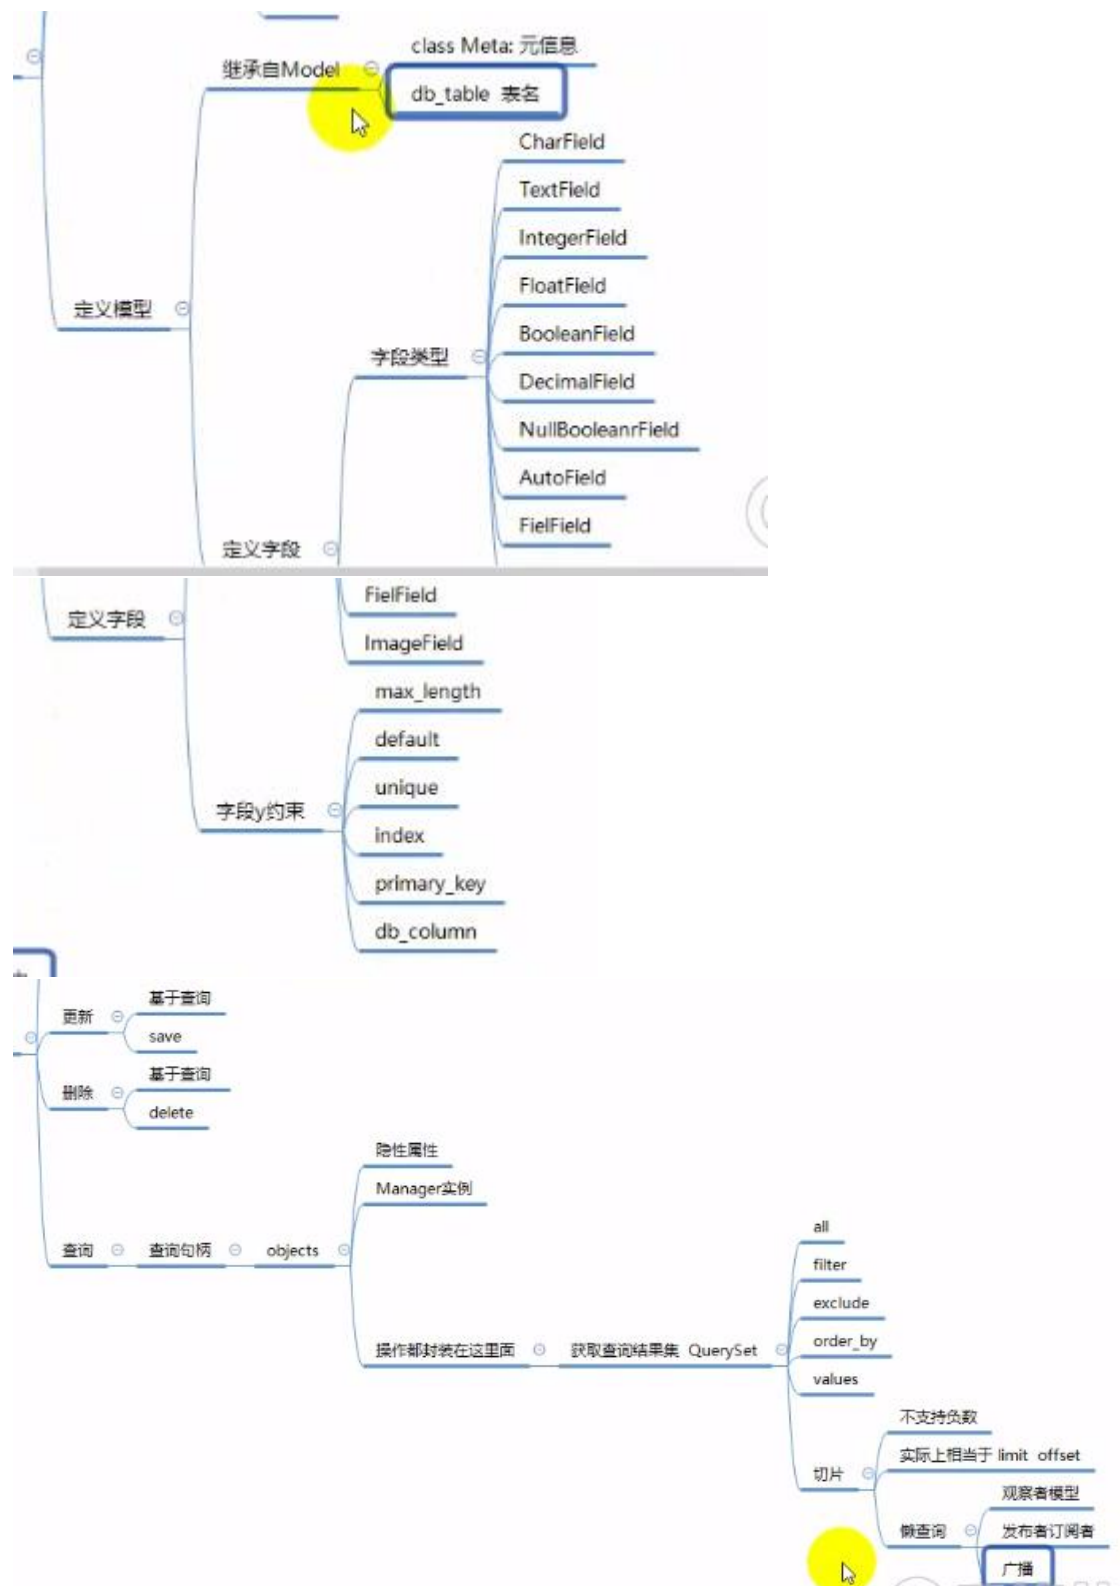 class Meta: 元信息
继承自Model
db_table 表名
CharField
TextField
IntegerField
FloatField
BooleanField
定义模型
字段类型
DecimalField
NullBooleanrField
AutoField
FielField
定义字段
FielField
定义字段
ImageField
max_length
default
unique
字段y约束
index
primary_key
db_column
基于查询
更新
save
基于查询
删除
delete
隐性属性
Manager实例
查询
查询句柄
objects
all
filter
exclude
order_by
操作都封装在这里面
获取查询结果集 QuerySet
values
不支持负数
实际上相当于 limit offset
切片
观察者模型
懒查询
发布者订阅者
广播